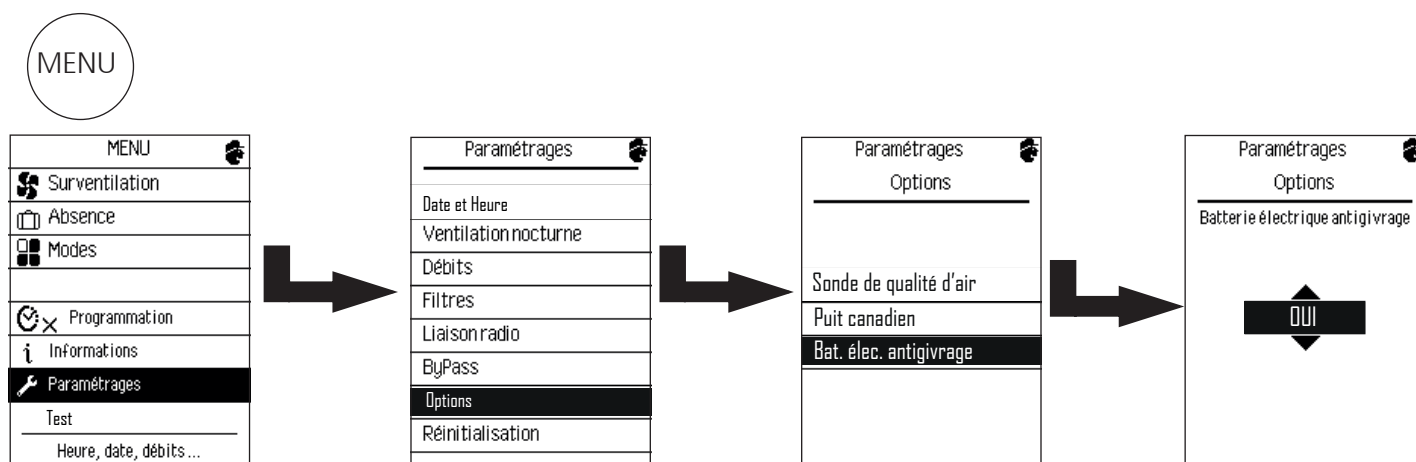 MENU
MENU
Surventilation
Absence
Modes
Programmation
Informations
Paramétrages
Test
Heure, date, débits ...
Paramétrages
Date et Heure
Ventilation nocturne
Débits
Filtres
Liaison radio
ByPass
Options
Réinitialisation
Paramétrages
Options
Sonde de qualité d'air
Puit canadien
Bat. élec. antigivrage
Paramétrages
Options
Batterie électrique antigivrage
OUI